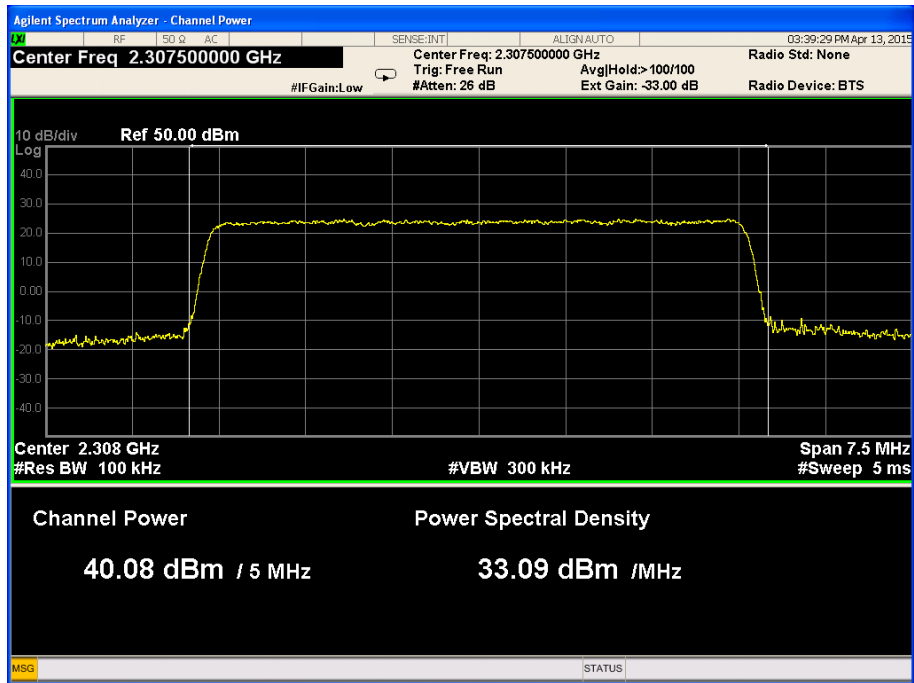 Agilent Spectrum Analyzer - Channel Power
LXI RF 50 Ω AC SENSE:INT ALIGN AUTO 03:39:29 PM Apr 13, 2015
Center Freq 2.307500000 GHz
Center Freq: 2.307500000 GHz Radio Std: None
Trig: Free Run Avg|Hold:>100/100
#IFGain:Low #Atten: 26 dB Ext Gain: -33.00 dB Radio Device: BTS
10 dB/div Ref 50.00 dBm
Log
40.0
30.0
20.0
10.0
0.00
-10.0
-20.0
-30.0
-40.0
Center 2.308 GHz Span 7.5 MHz
#Res BW 100 kHz #VBW 300 kHz #Sweep 5 ms
Channel Power Power Spectral Density
40.08 dBm / 5 MHz 33.09 dBm /MHz
MSG STATUS